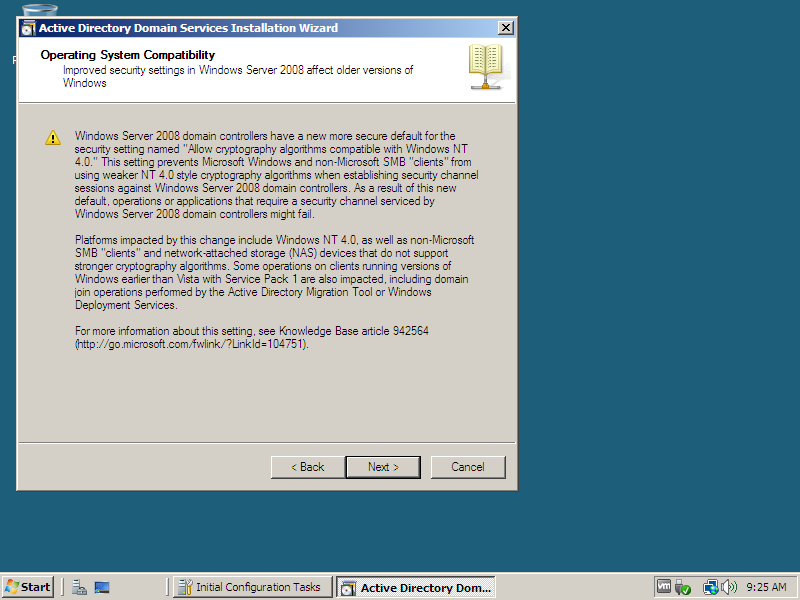 Active Directory Domain Services Installation Wizard
Operating System Compatibility
Improved security settings in Windows Server 2008 affect older versions of
Windows
Windows Server 2008 domain controllers have a new more secure default for the
security setting named "Allow cryptography algorithms compatible with Windows NT
4.0." This setting prevents Microsoft Windows and non-Microsoft SMB "clients" from
using weaker NT 4.0 style cryptography algorithms when establishing security channel
sessions against Windows Server 2008 domain controllers. As a result of this new
default, operations or applications that require a security channel serviced by
Windows Server 2008 domain controllers might fail.
Platforms impacted by this change include Windows NT 4.0, as well as non-Microsoft
SMB "clients" and network-attached storage (NAS) devices that do not support
stronger cryptography algorithms. Some operations on clients running versions of
Windows earlier than Vista with Service Pack 1 are also impacted, including domain
join operations performed by the Active Directory Migration Tool or Windows
Deployment Services.
For more information about this setting, see Knowledge Base article 942564
(http://go.microsoft.com/fwlink/?LinkId=104751).
< Back Next > Cancel
Start Initial Configuration Tasks Active Directory Dom... vm 9:25 AM